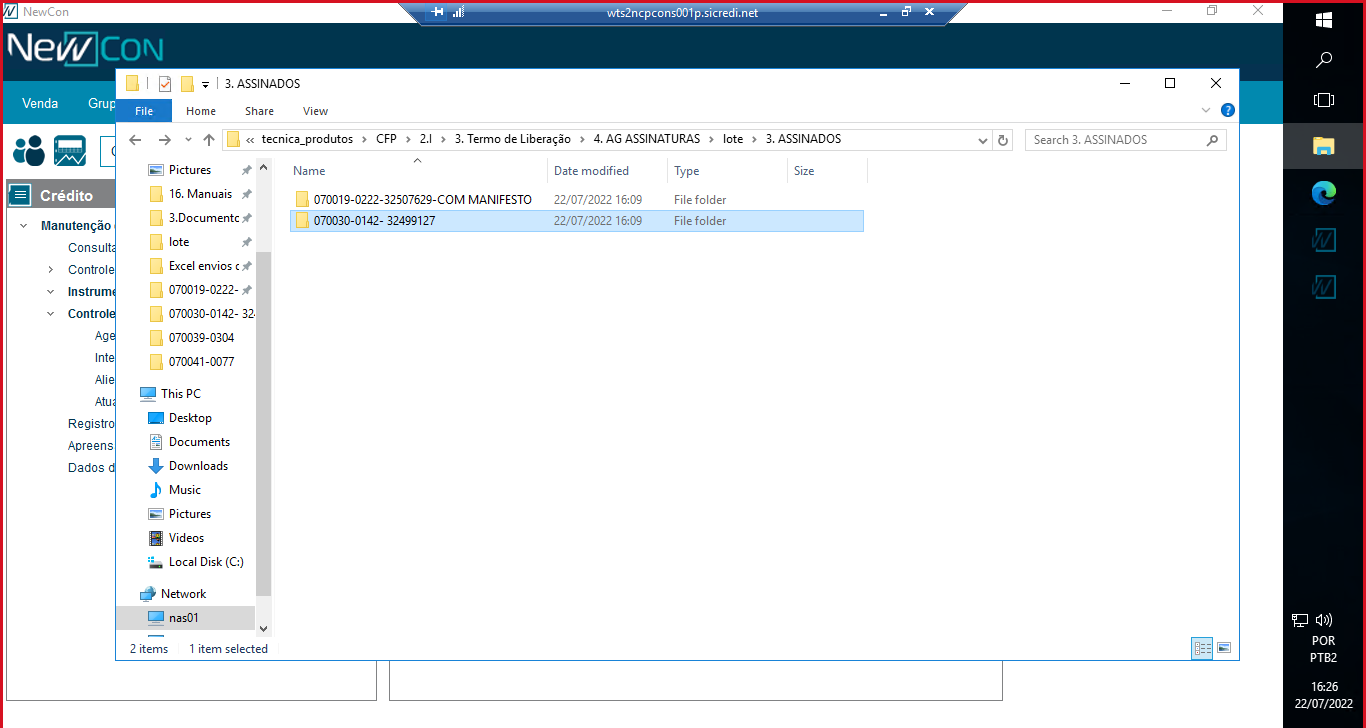 NewCon
wts2ncpcons001p.sicredi.net
NewCon
Venda Grup
3. ASSINADOS
File Home Share View
« tecnica_produtos > CFP > 2.I > 3. Termo de Liberação > 4. AG ASSINATURAS > lote > 3. ASSINADOS
Search 3. ASSINADOS
Crédito
Manutenção
Consulta
Controle
Instrume
Controle
Age
Inte
Alie
Atua
Registro
Apreens
Dados d
Pictures
16. Manuais
3.Documento
lote
Excel envios c
070019-0222-
070030-0142- 32
070039-0304
070041-0077
This PC
Desktop
Documents
Downloads
Music
Pictures
Videos
Local Disk (C:)
Network
nas01
Name Date modified Type Size
070019-0222-32507629-COM MANIFESTO 22/07/2022 16:09 File folder
070030-0142- 32499127 22/07/2022 16:09 File folder
2 items 1 item selected
POR
PTB2
16:26
22/07/2022